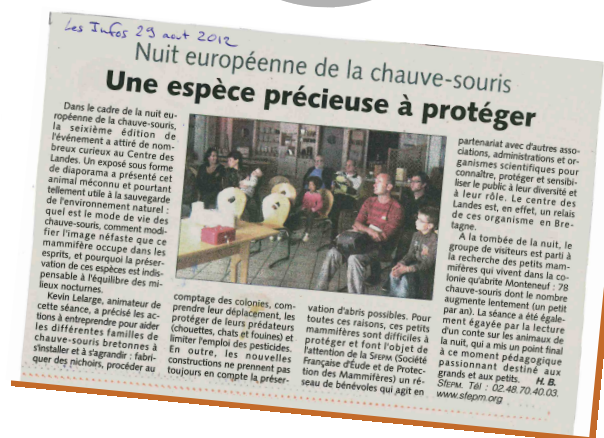 Les Infos 29 aout 2012
Nuit européenne de la chauve-souris
Une espèce précieuse à protéger
Dans le cadre de la nuit eu-
ropéenne de la chauve-souris,
la seixième édition de
l'événement a attiré de nom-
breux curieux au Centre des
Landes. Un exposé sous forme
de diaporama a présenté cet
animal méconnu et pourtant
tellement utile à la sauvegarde
de l'environnement naturel :
quel est le mode de vie des
chauve-souris, comment modi-
fier l'image néfaste que ce
mammifère occupe dans les
esprits, et pourquoi la préser-
vation de ces espèces est indis-
pensable à l'équilibre des mi-
lieux nocturnes.
Kevin Lelarge, animateur de
cette séance, a précisé les ac-
tions à entreprendre pour aider
les différentes familles de
chauve-souris bretonnes à
s'installer et à s'agrandir : fabri-
quer des nichoirs, procéder au
comptage des colonies, com-
prendre leur déplacement, les
protéger de leurs prédateurs
(chouettes, chats et fouines) et
limiter l'emploi des pesticides.
En outre, les nouvelles
constructions ne prennent pas
toujours en compte la préser-
vation d'abris possibles. Pour
toutes ces raisons, ces petits
mammifères sont difficiles à
protéger et font l'objet de
l'attention de la SFEPM (Société
Française d'Étude et de Protec-
tion des Mammifères) un ré-
seau de bénévoles qui agit en
partenariat avec d'autres asso-
ciations, administrations et or-
ganismes scientifiques pour
connaître, protéger et sensibi-
liser le public à leur diversité et
à leur rôle. Le centre des
Landes est, en effet, un relais
de ces organisme en Bre-
tagne.
A la tombée de la nuit, le
groupe de visiteurs est parti à
la recherche des petits mam-
mifères qui vivent dans la co-
lonie qu'abrite Monteneuf : 78
chauve-souris dont le nombre
augmente lentement (un petit
par an). La séance a été égale-
ment égayée par la lecture
d'un conte sur les animaux de
la nuit, qui a mis un point final
à ce moment pédagogique
passionnant destiné aux
grands et aux petits. H. B.
SFEPM. Tél : 02.48.70.40.03.
www.sfepm.org